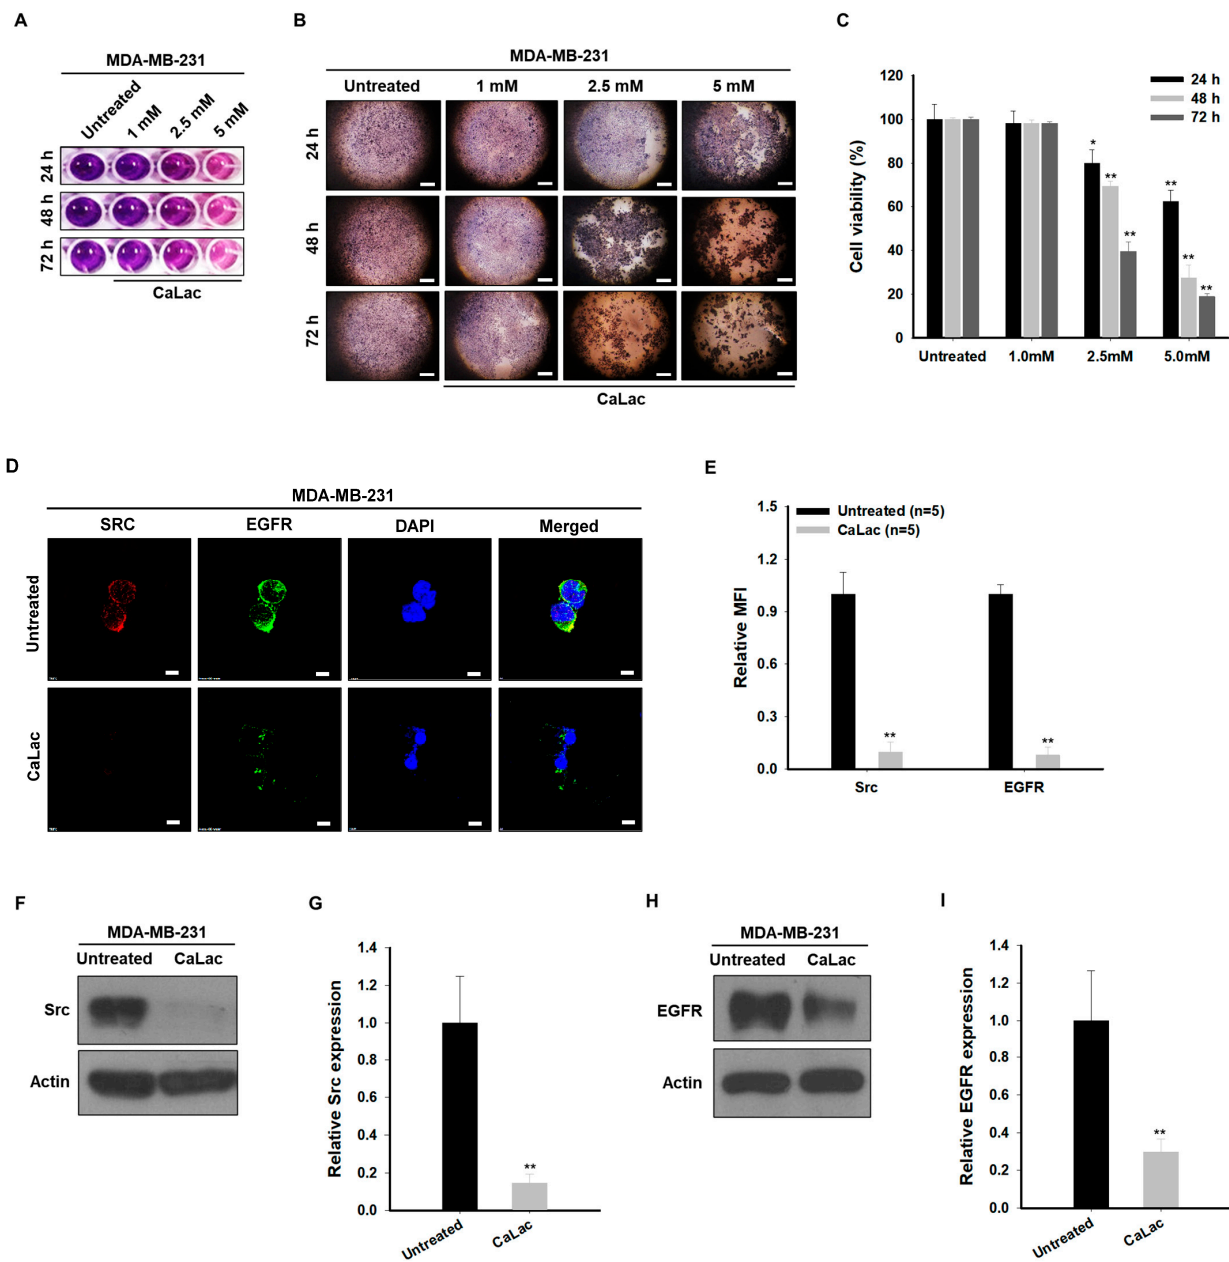 A
MDA-MB-231
Untreated
1 mM
2.5 mM
5 mM
24 h
48 h
72 h
CaLac
B
MDA-MB-231
Untreated
1 mM
2.5 mM
5 mM
24 h
48 h
72 h
CaLac
C
Cell viability (%)
120
100
80
60
40
20
0
24 h
48 h
72 h
*
**
**
**
**
**
Untreated
1.0mM
2.5mM
5.0mM
D
MDA-MB-231
SRC
EGFR
DAPI
Merged
Untreated
CaLac
E
Relative MFI
1.5
1.2
0.9
0.6
0.3
0.0
Untreated (n=5)
CaLac (n=5)
**
**
Src
EGFR
F
MDA-MB-231
Untreated CaLac
Src
Actin
G
Relative Src expression
1.4
1.2
1.0
0.8
0.6
0.4
0.2
0.0
**
Untreated
CaLac
H
MDA-MB-231
Untreated CaLac
EGFR
Actin
I
Relative EGFR expression
1.4
1.2
1.0
0.8
0.6
0.4
0.2
0.0
**
Untreated
CaLac